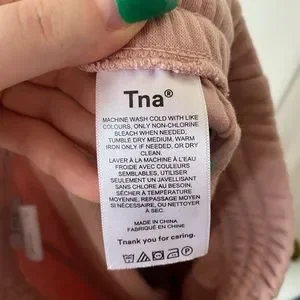 Tna®
MACHINE WASH COLD WITH LIKE
COLOURS, ONLY NON-CHLORINE
BLEACH WHEN NEEDED,
TUMBLE DRY MEDIUM, WARM
IRON ONLY IF NEEDED, OR DRY
CLEAN.
LAVER À LA MACHINE À L'EAU
FROIDE AVEC COULEURS
SEMBLABLES, UTILISER
SEULEMENT UN JAVELLISANT
SANS CHLORE AU BESOIN,
SÉCHER À TEMPÉRATURE
MOYENNE, REPASSAGE MOYEN
SI NÉCESSAIRE, OU NETTOYER
À SEC.
MADE IN CHINA
FABRIQUÉ EN CHINE
Thank you for caring.